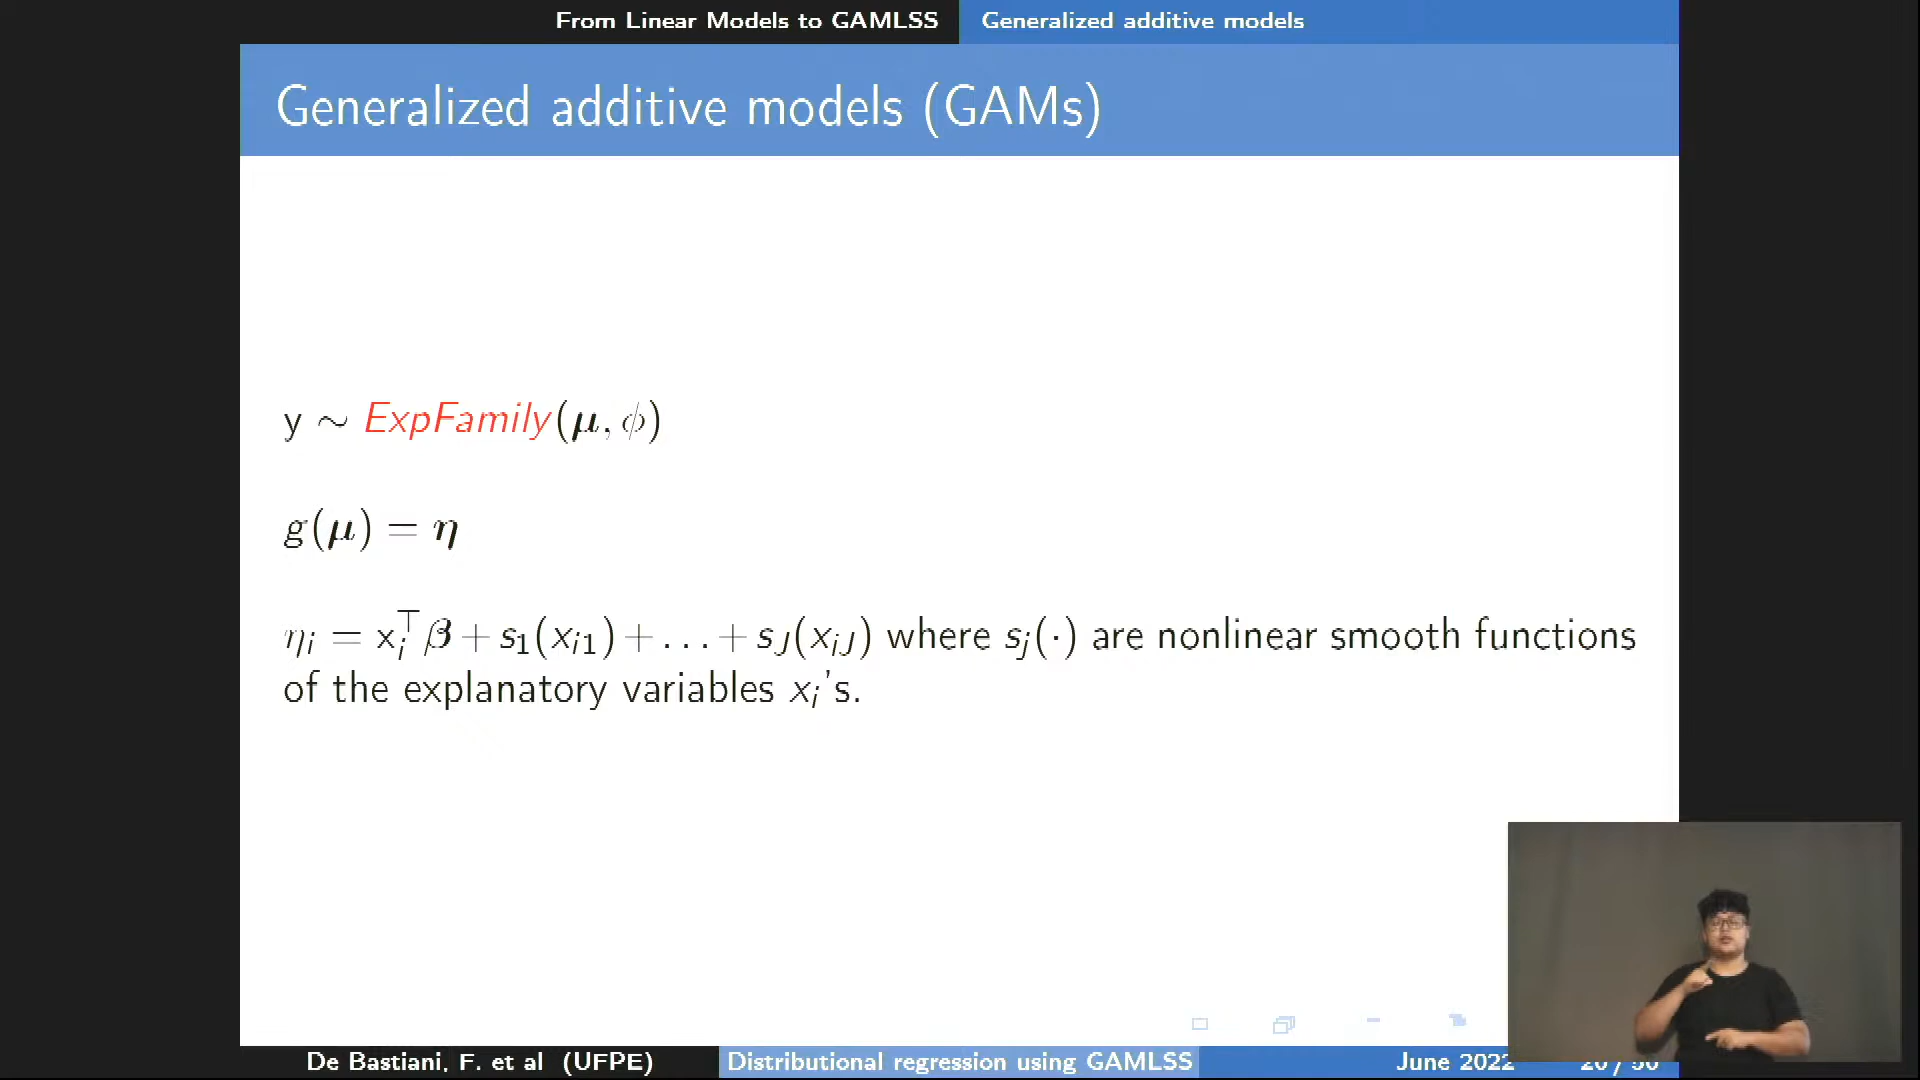 From Linear Models to GAMLSS Generalized additive models
Generalized additive models (GAMs)
y ∼ ExpFamily(μ, ϕ)
g(μ) = η
ηᵢ = xᵢ⊤β + s₁(xᵢ₁) + … + s_J(x_iJ) where sⱼ(·) are nonlinear smooth functions
of the explanatory variables xᵢ's.
De Bastiani, F. et al (UFPE) Distributional regression using GAMLSS June 2022